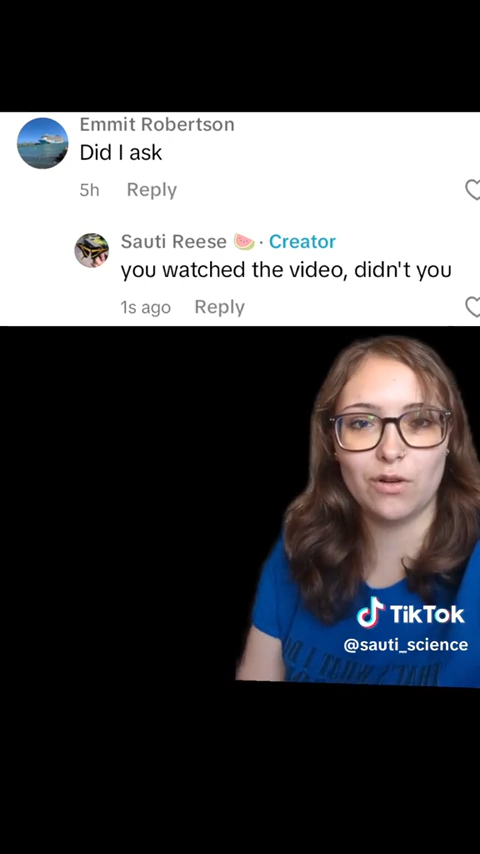 Emmit Robertson
Did I ask
5h Reply
Sauti Reese 🍉 · Creator
you watched the video, didn't you
1s ago Reply
TikTok
@sauti_science